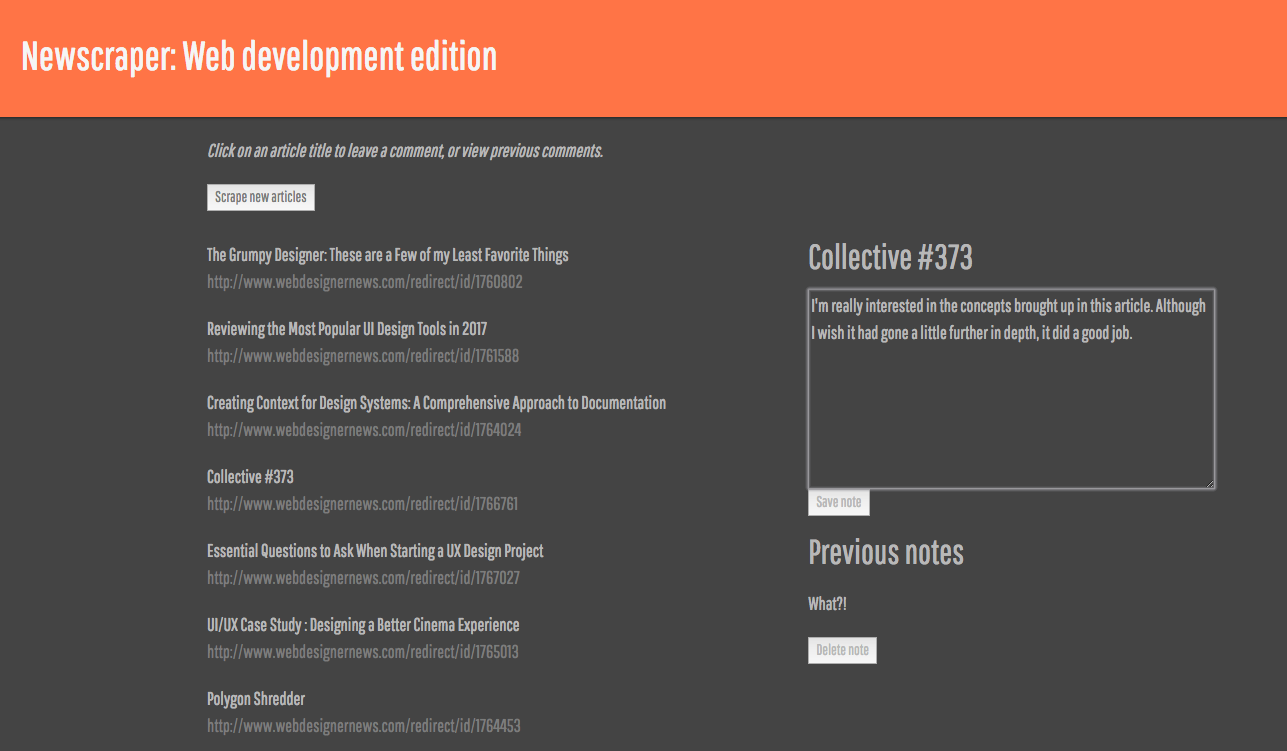 Newscraper: Web development edition
Click on an article title to leave a comment, or view previous comments.
Scrape new articles
The Grumpy Designer: These are a Few of my Least Favorite Things
http://www.webdesignernews.com/redirect/id/1760802
Reviewing the Most Popular UI Design Tools in 2017
http://www.webdesignernews.com/redirect/id/1761588
Creating Context for Design Systems: A Comprehensive Approach to Documentation
http://www.webdesignernews.com/redirect/id/1764024
Collective #373
http://www.webdesignernews.com/redirect/id/1766761
Essential Questions to Ask When Starting a UX Design Project
http://www.webdesignernews.com/redirect/id/1767027
UI/UX Case Study : Designing a Better Cinema Experience
http://www.webdesignernews.com/redirect/id/1765013
Polygon Shredder
http://www.webdesignernews.com/redirect/id/1764453
Collective #373
I'm really interested in the concepts brought up in this article. Although
I wish it had gone a little further in depth, it did a good job.
Save note
Previous notes
What?!
Delete note